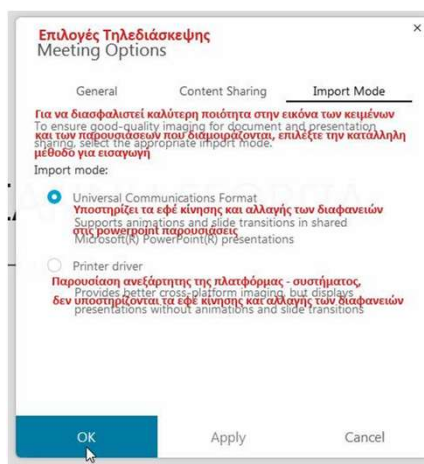 Επιλογές Τηλεδιάσκεψης
Meeting Options
General Content Sharing Import Mode
Για να διασφαλιστεί καλύτερη ποιότητα στην εικόνα των κειμένων
To ensure good-quality imaging for document and presentation
και των παρουσιάσεων που διαμοιράζονται, επιλέξτε την κατάλληλη
sharing, select the appropriate import mode.
μέθοδο για εισαγωγή
Import mode:
Universal Communications Format
Υποστηρίζει τα εφέ κίνησης και αλλαγής των διαφανειών
Supports animations and slide transitions in shared
στις powerpoint παρουσιάσεις
Microsoft(R) PowerPoint(R) presentations
Printer driver
Παρουσίαση ανεξάρτητης της πλατφόρμας - συστήματος,
Provides better cross-platform imaging, but displays
δεν υποστηρίζονται τα εφέ κίνησης και αλλαγής των διαφανειών
presentations without animations and slide transitions
OK Apply Cancel